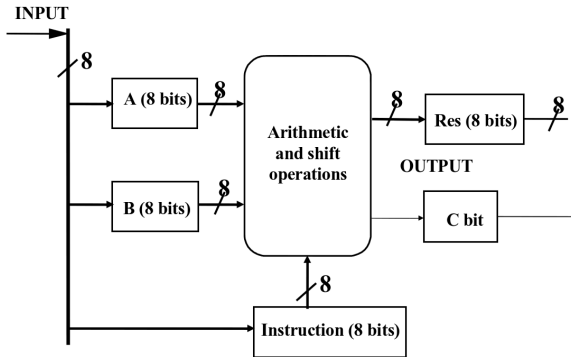 INPUT
8
A (8 bits)
8
Arithmetic
and shift
operations
8
Res (8 bits)
8
OUTPUT
B (8 bits)
8
C bit
8
Instruction (8 bits)